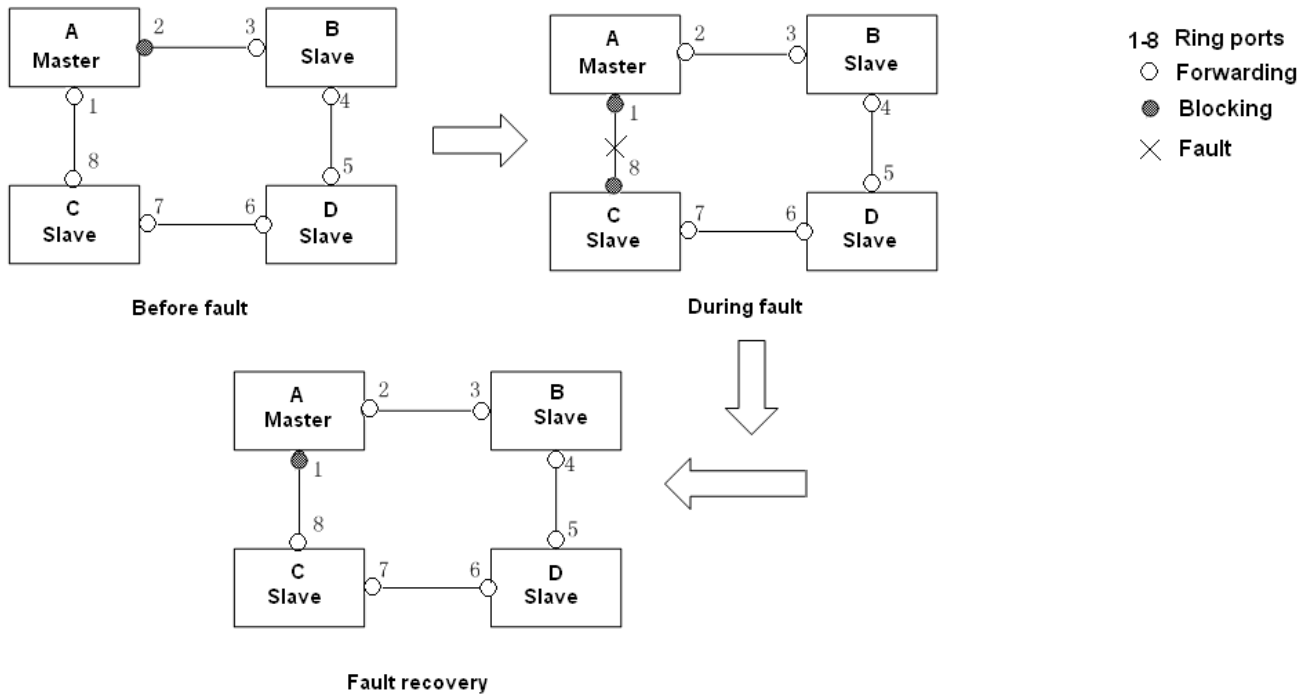 A
Master
2
3
B
Slave
1
4
8
5
C
Slave
7
6
D
Slave
Before fault
A
Master
2
3
B
Slave
1
4
8
5
C
Slave
7
6
D
Slave
During fault
1-8 Ring ports
Forwarding
Blocking
Fault
A
Master
2
3
B
Slave
1
4
8
5
C
Slave
7
6
D
Slave
Fault recovery